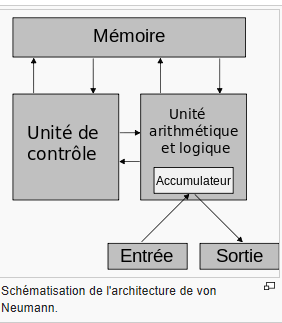 Mémoire
Unité de
contrôle
Unité
arithmétique
et logique
Accumulateur
Entrée
Sortie
Schématisation de l'architecture de von
Neumann.